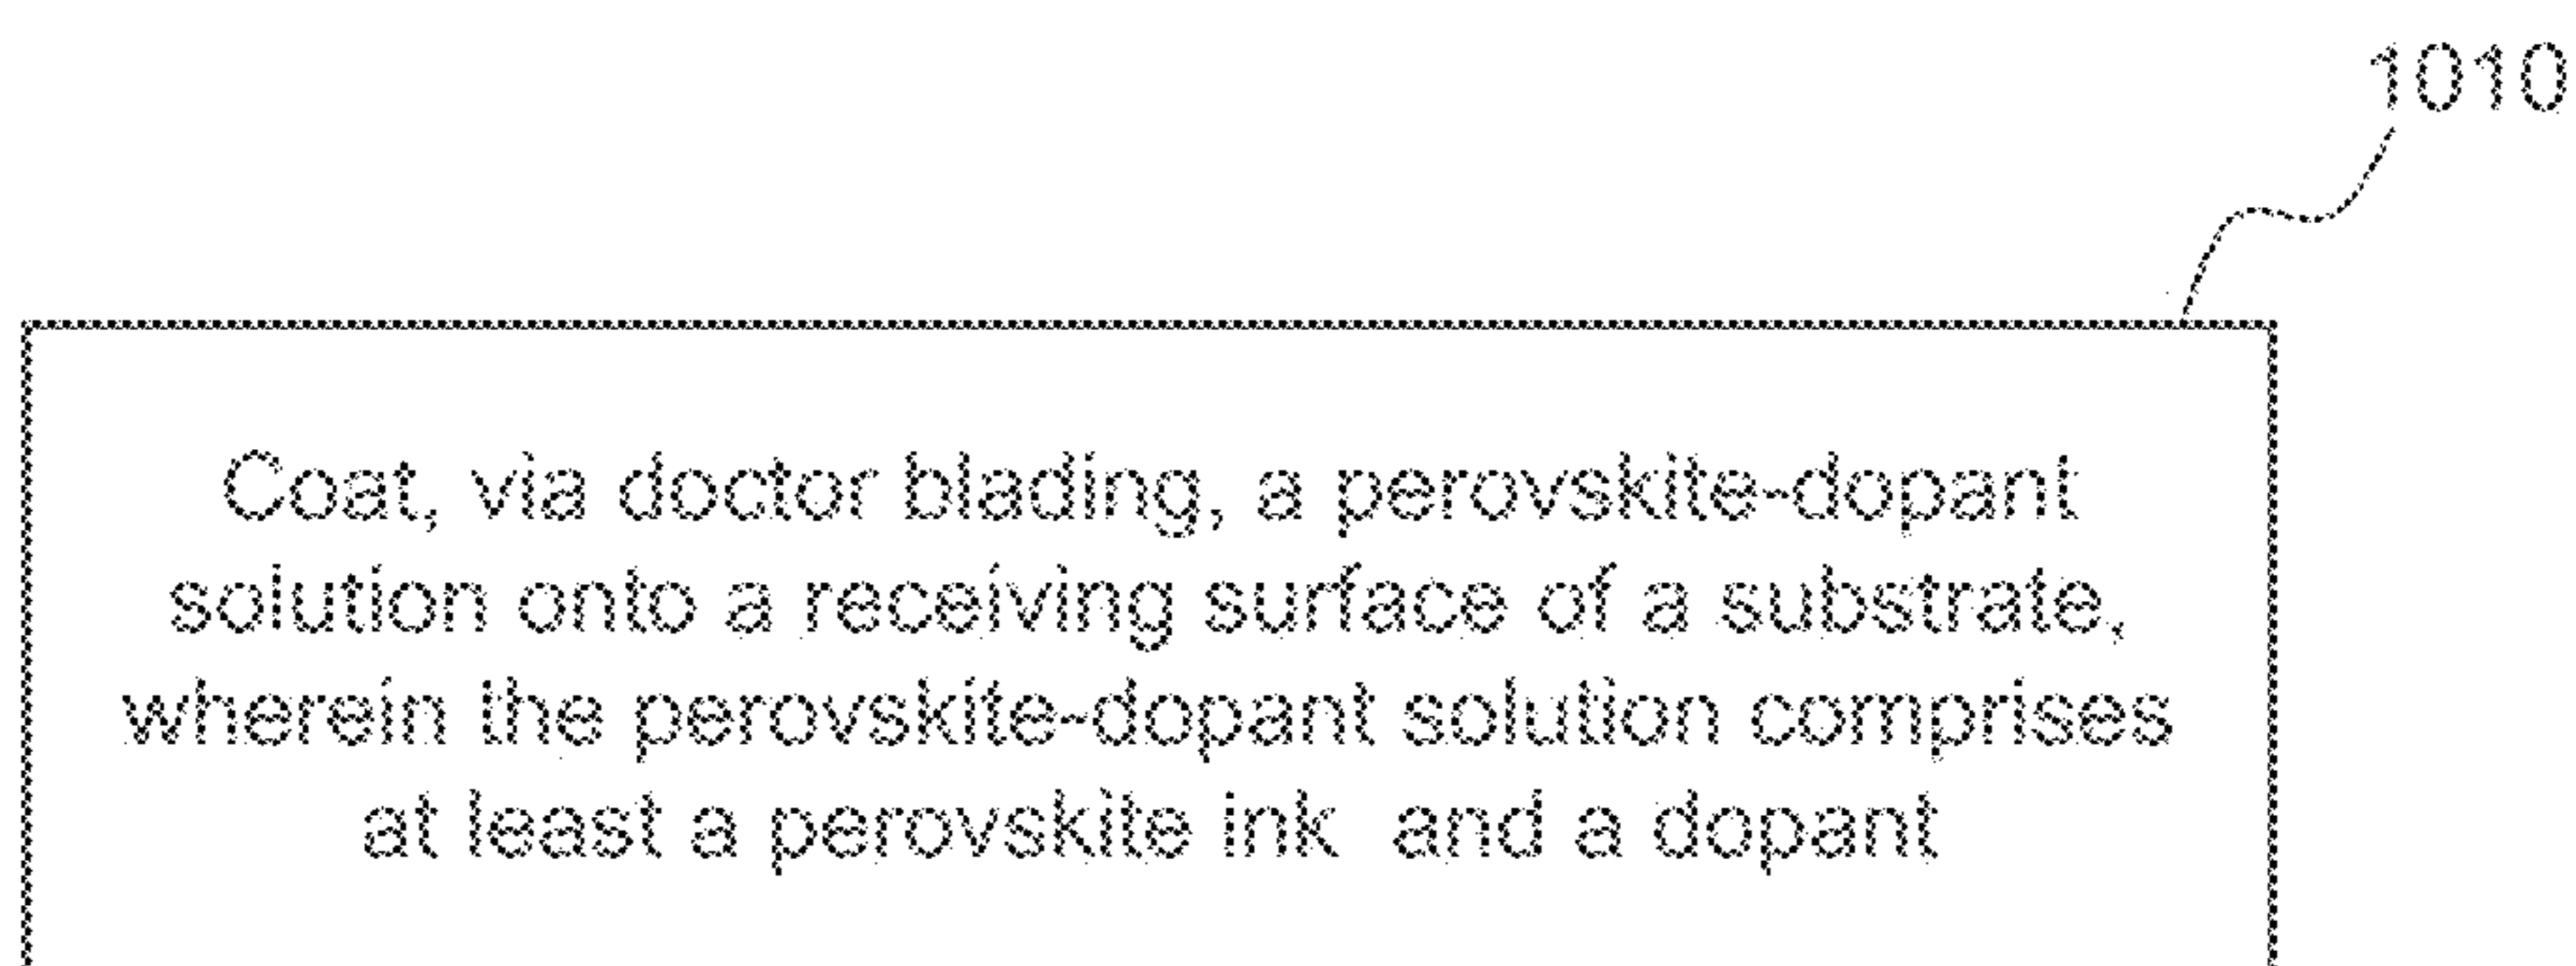 1010
Coat, via doctor blading, a perovskite-dopant
solution onto a receiving surface of a substrate,
wherein the perovskite-dopant solution comprises
at least a perovskite ink and a dopant